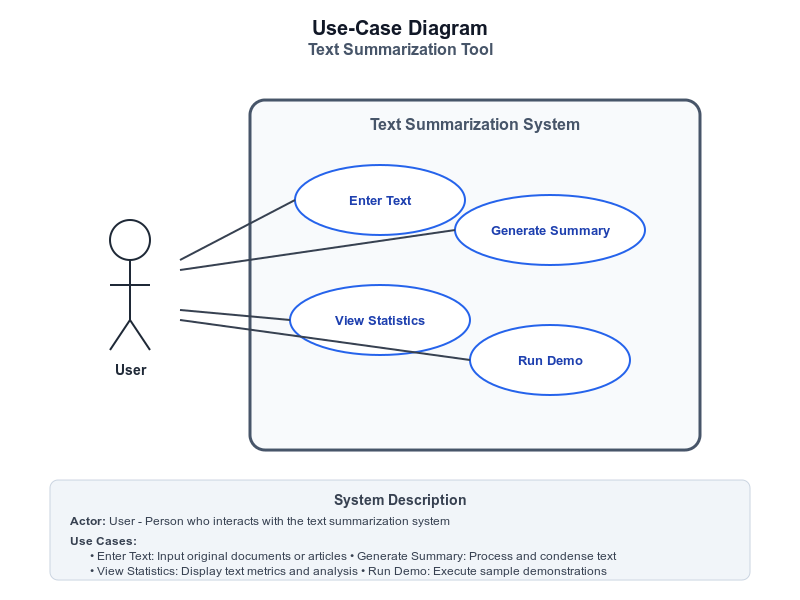 Use-Case Diagram
Text Summarization Tool
Text Summarization System
Enter Text
Generate Summary
View Statistics
Run Demo
User
System Description
Actor: User - Person who interacts with the text summarization system
Use Cases:
• Enter Text: Input original documents or articles • Generate Summary: Process and condense text
• View Statistics: Display text metrics and analysis • Run Demo: Execute sample demonstrations